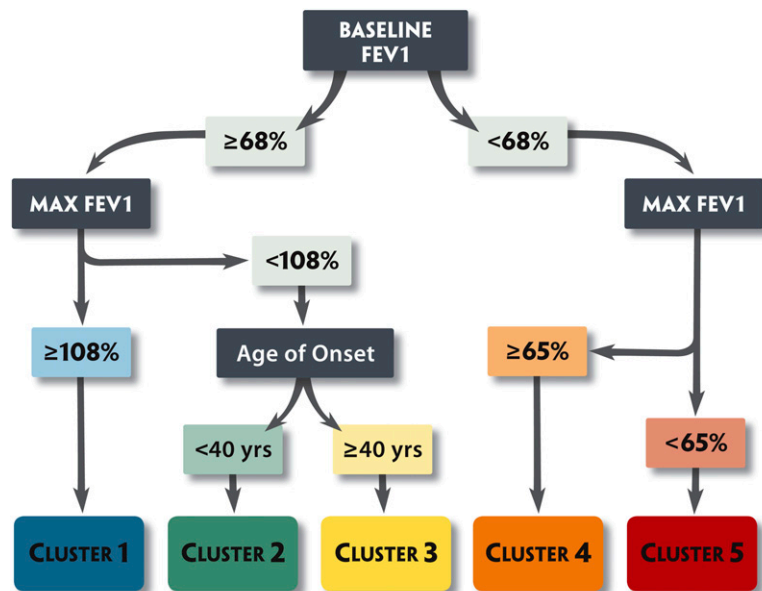 BASELINE
FEV1
≥68%
<68%
MAX FEV1
MAX FEV1
<108%
≥108%
Age of Onset
≥65%
<40 yrs
≥40 yrs
<65%
CLUSTER 1
CLUSTER 2
CLUSTER 3
CLUSTER 4
CLUSTER 5